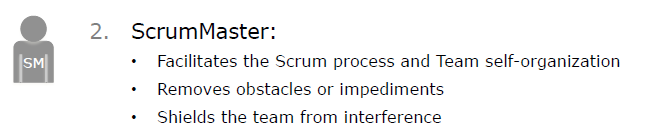 2. ScrumMaster:
SM
• Facilitates the Scrum process and Team self-organization
• Removes obstacles or impediments
• Shields the team from interference